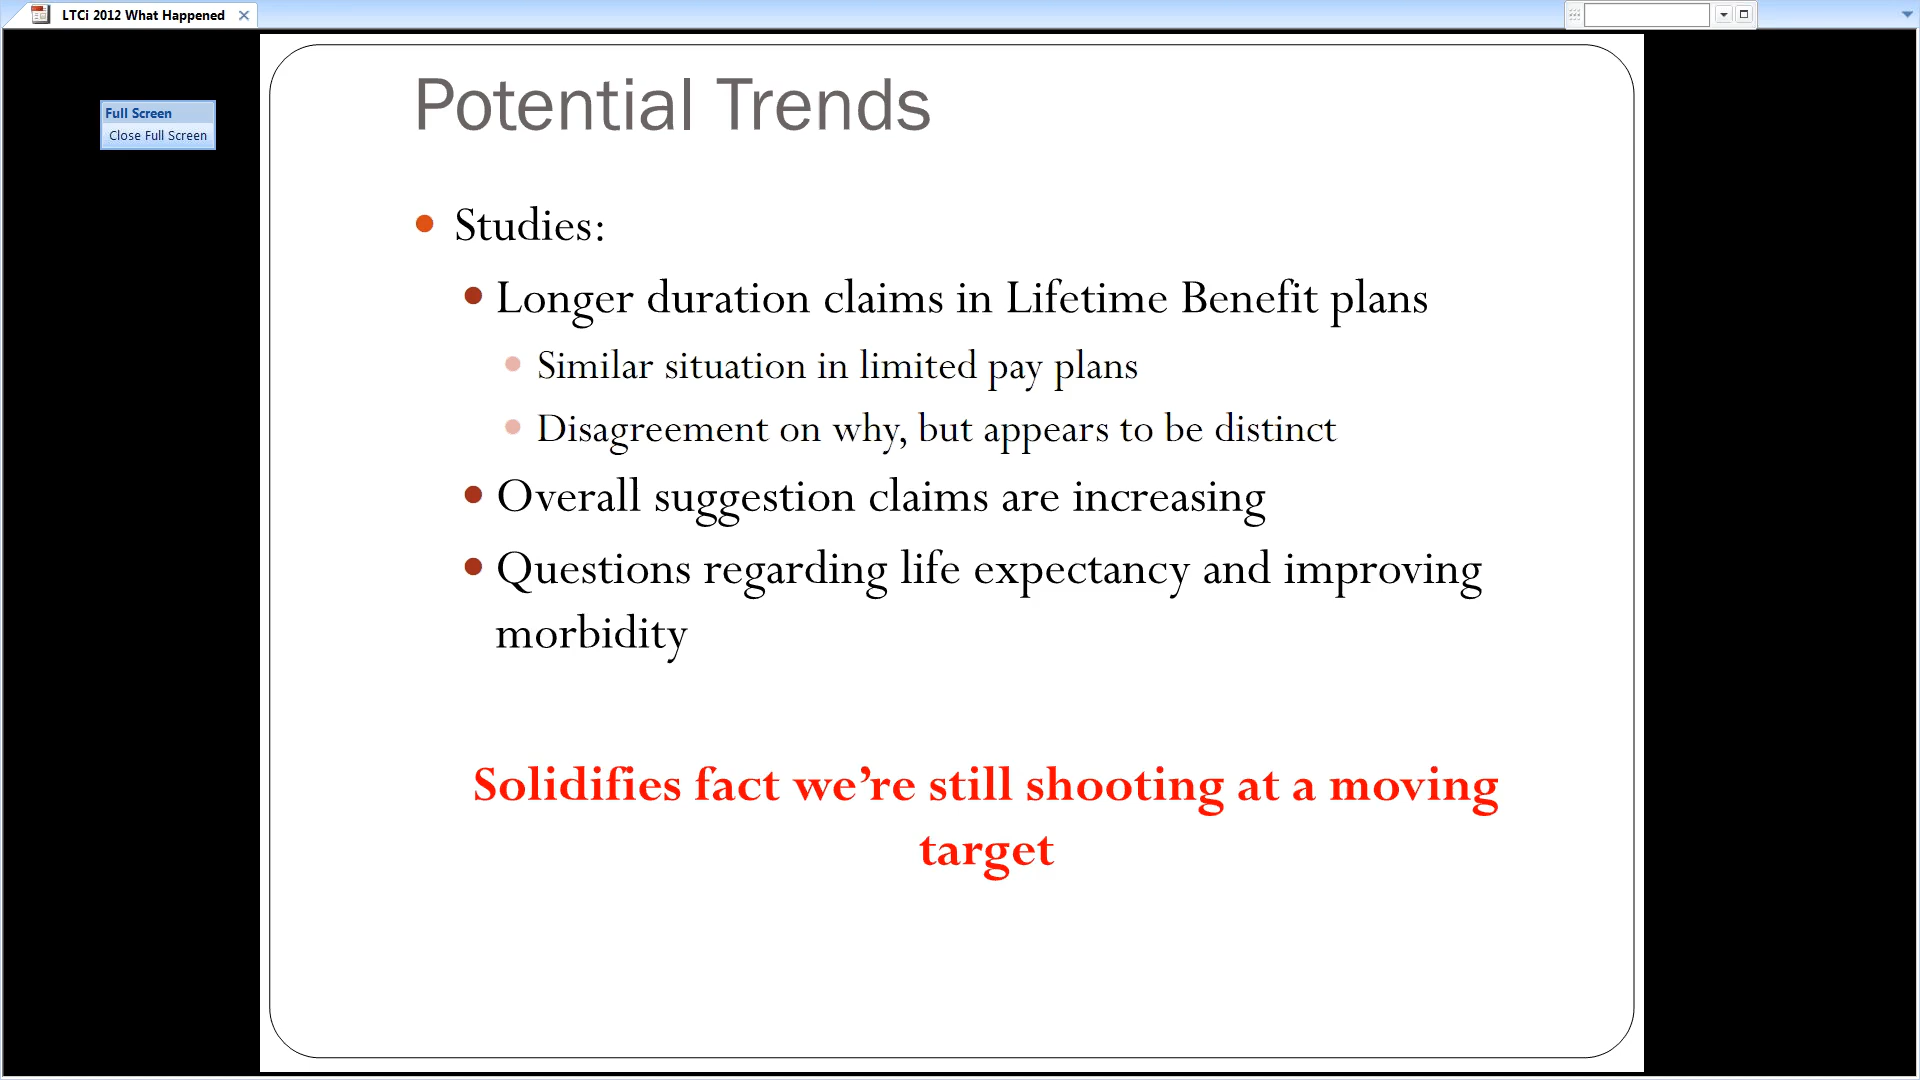 LTCi 2012 What Happened
Full Screen
Close Full Screen
Potential Trends
Studies:
Longer duration claims in Lifetime Benefit plans
Similar situation in limited pay plans
Disagreement on why, but appears to be distinct
Overall suggestion claims are increasing
Questions regarding life expectancy and improving
morbidity
Solidifies fact we’re still shooting at a moving
target